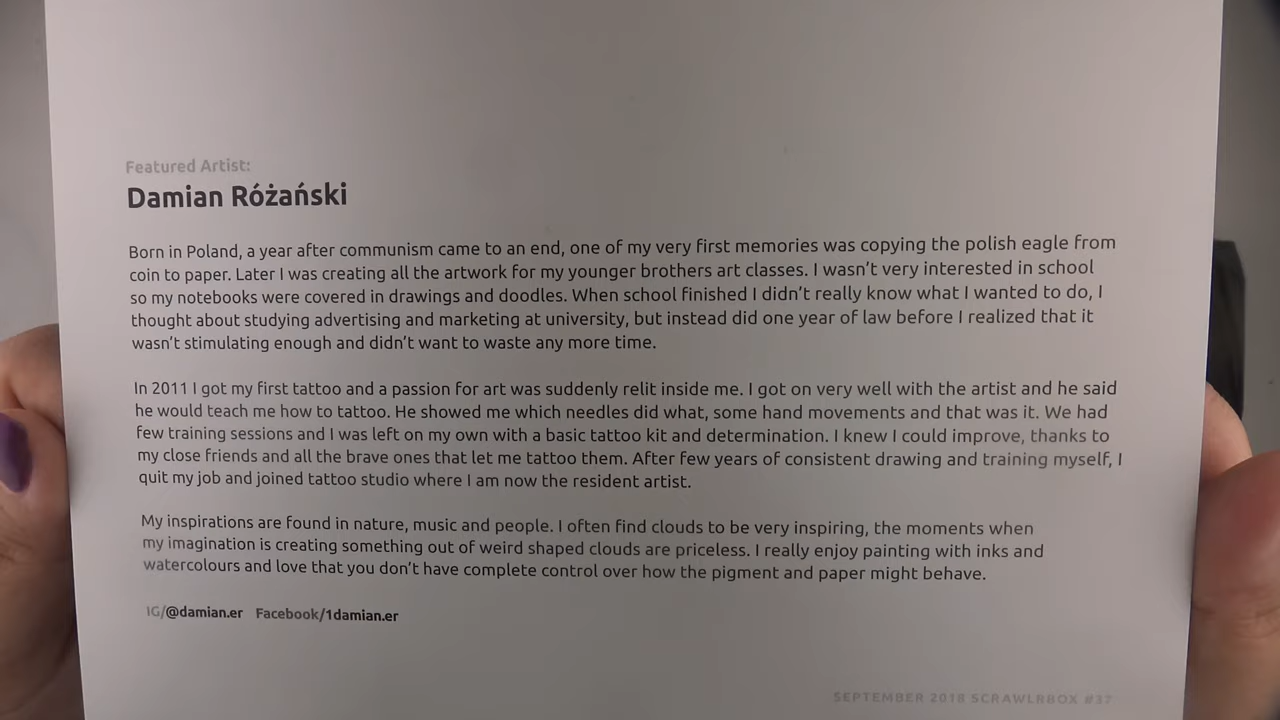 Featured Artist:
Damian Różański
Born in Poland, a year after communism came to an end, one of my very first memories was copying the polish eagle from
coin to paper. Later I was creating all the artwork for my younger brothers art classes. I wasn't very interested in school
so my notebooks were covered in drawings and doodles. When school finished I didn't really know what I wanted to do, I
thought about studying advertising and marketing at university, but instead did one year of law before I realized that it
wasn't stimulating enough and didn't want to waste any more time.
In 2011 I got my first tattoo and a passion for art was suddenly relit inside me. I got on very well with the artist and he said
he would teach me how to tattoo. He showed me which needles did what, some hand movements and that was it. We had
few training sessions and I was left on my own with a basic tattoo kit and determination. I knew I could improve, thanks to
my close friends and all the brave ones that let me tattoo them. After few years of consistent drawing and training myself, I
quit my job and joined tattoo studio where I am now the resident artist.
My inspirations are found in nature, music and people. I often find clouds to be very inspiring, the moments when
my imagination is creating something out of weird shaped clouds are priceless. I really enjoy painting with inks and
watercolours and love that you don't have complete control over how the pigment and paper might behave.
IG/@damian.er Facebook/1damian.er
SEPTEMBER 2018 SCRAWLRBOX #37